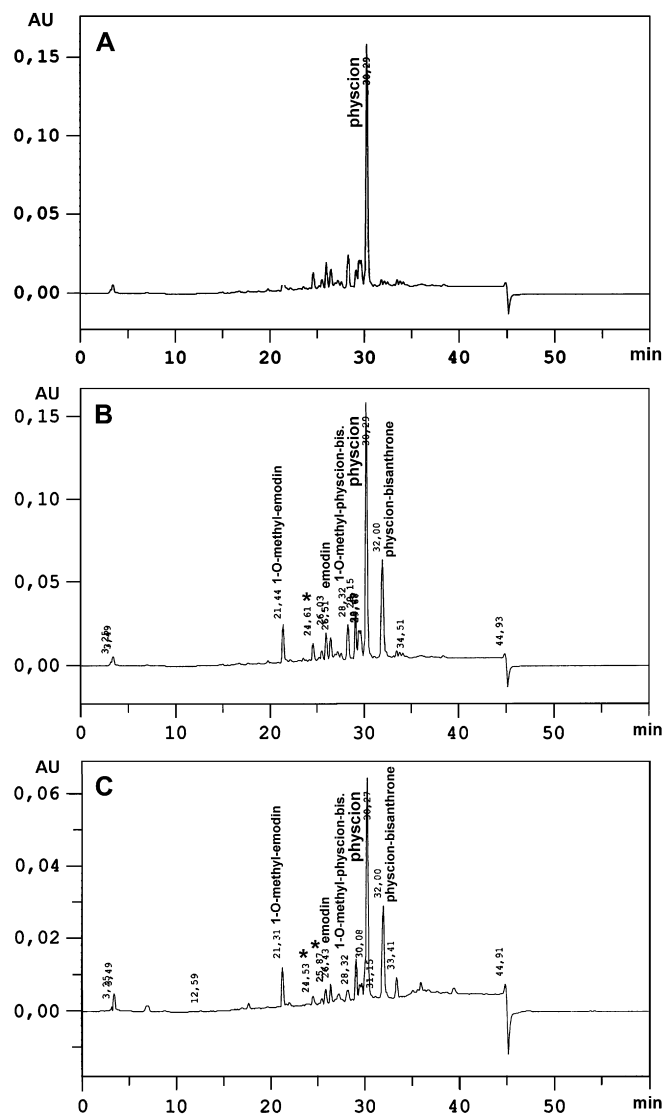 AU
A
0,15
0,10
0,05
0,00
physcion
30,29
0 10 20 30 40 50 min
AU
B
0,15
0,10
0,05
0,00
21,44 1-O-methyl-emodin
24,61 *
26,03
26,51 emodin
28,32 1-O-methyl-physcion-bis.
physcion
30,29
32,00
physcion-bisanthrone
34,51
44,93
0 10 20 30 40 50 min
AU
C
0,06
0,04
0,02
0,00
12,59
21,31 1-O-methyl-emodin
24,53 *
25,87 *
26,43 emodin
28,32 1-O-methyl-physcion-bis.
physcion
30,08
30,27
31,15
32,00
physcion-bisanthrone
33,41
44,91
0 10 20 30 40 50 min